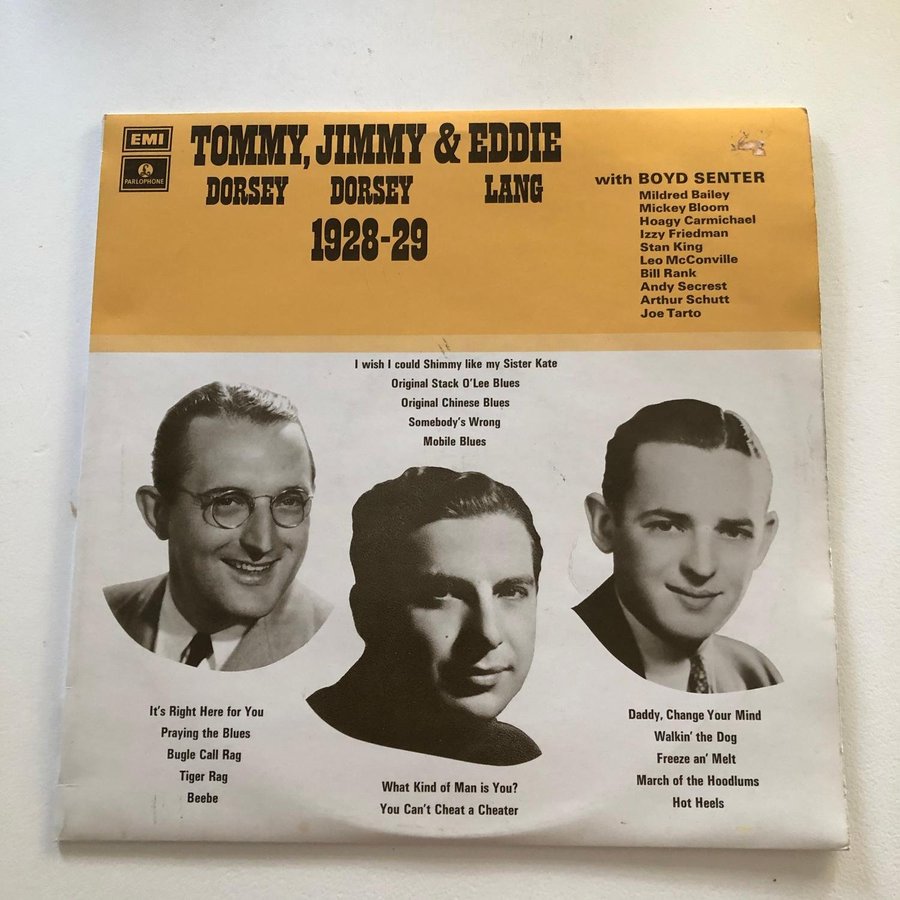 EMI
PARLOPHONE
TOMMY, JIMMY & EDDIE
DORSEY DORSEY LANG
1928-29
with BOYD SENTER
Mildred Bailey
Mickey Bloom
Hoagy Carmichael
Izzy Friedman
Stan King
Leo McConville
Bill Rank
Andy Secrest
Arthur Schutt
Joe Tarto
I wish I could Shimmy like my Sister Kate
Original Stack O'Lee Blues
Original Chinese Blues
Somebody's Wrong
Mobile Blues
It's Right Here for You
Praying the Blues
Bugle Call Rag
Tiger Rag
Beebe
What Kind of Man is You?
You Can't Cheat a Cheater
Daddy, Change Your Mind
Walkin' the Dog
Freeze an' Melt
March of the Hoodlums
Hot Heels